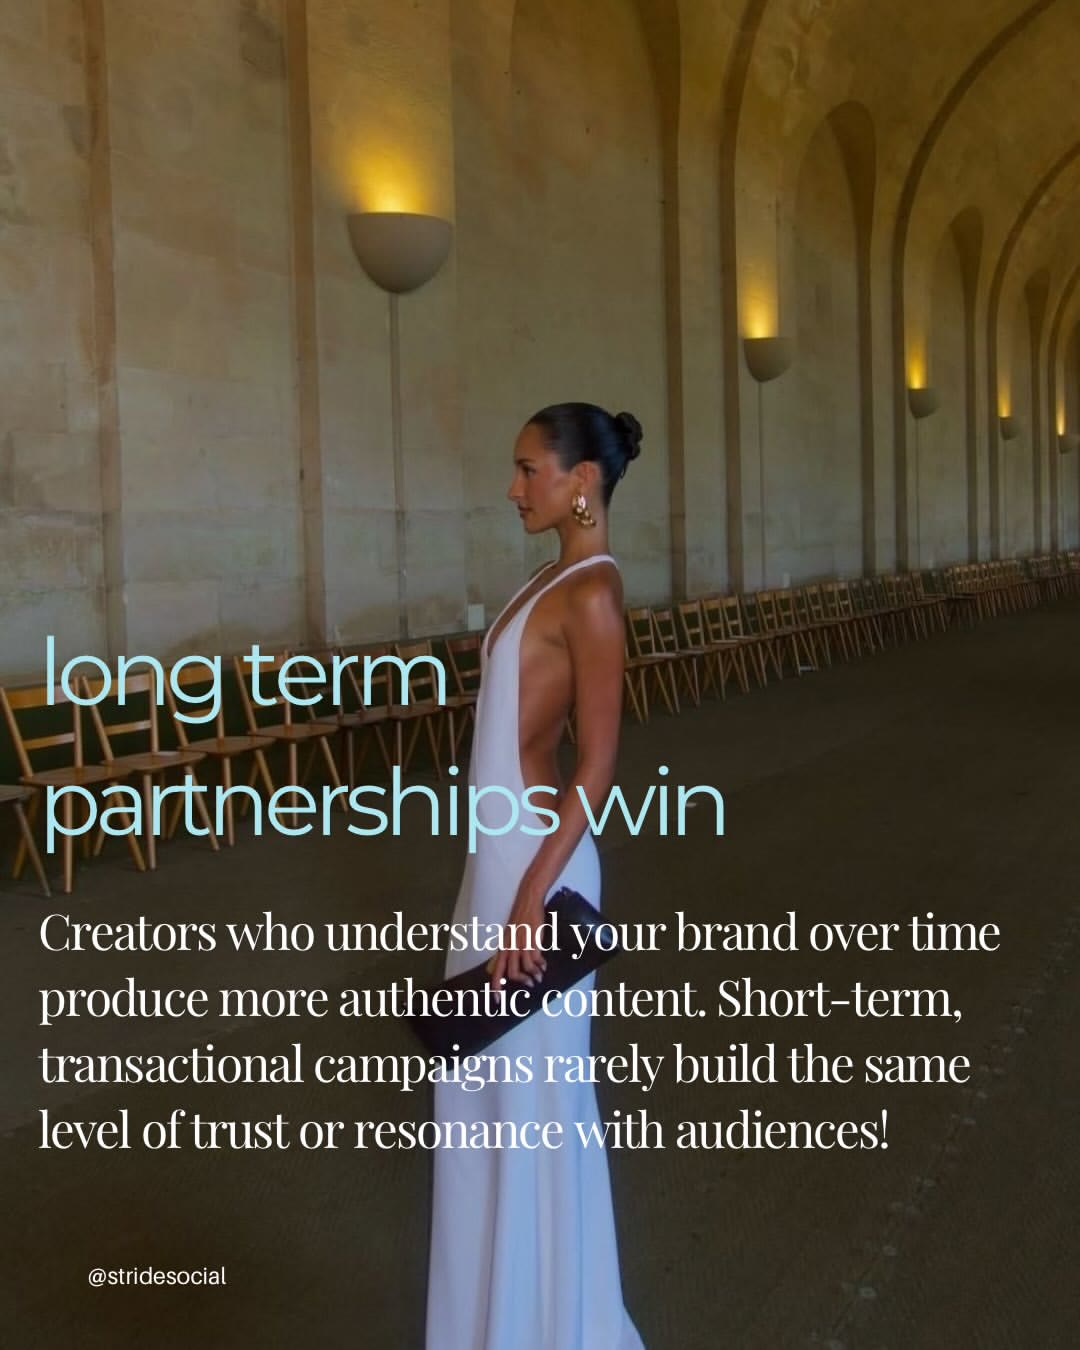 long term
partnerships win
Creators who understand your brand over time
produce more authentic content. Short-term,
transactional campaigns rarely build the same
level of trust or resonance with audiences!
@stridesocial